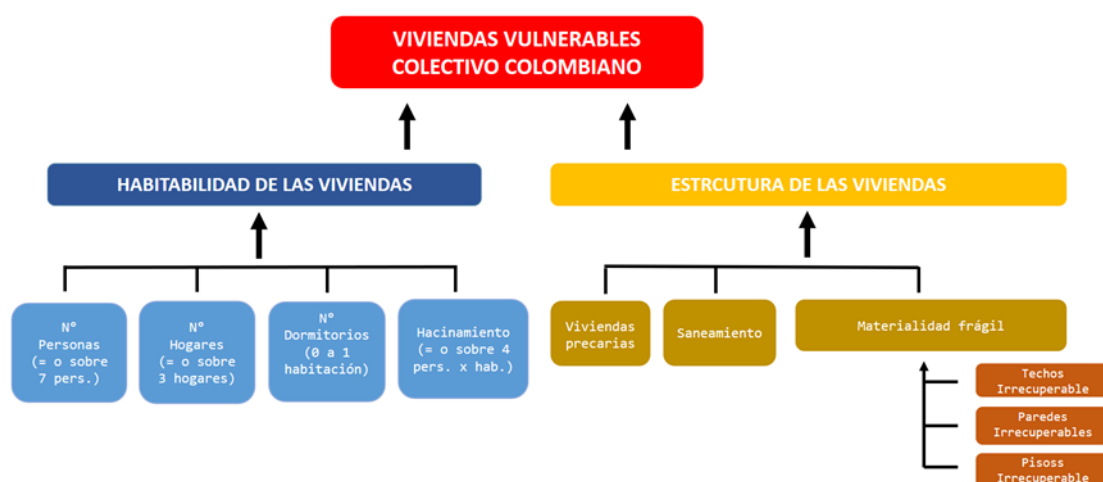 VIVIENDAS VULNERABLES
COLECTIVO COLOMBIANO
HABITABILIDAD DE LAS VIVIENDAS
ESTRCUTURA DE LAS VIVIENDAS
N°
Personas
(= o sobre
7 pers.)
N°
Hogares
(= o sobre
3 hogares)
N°
Dormitorios
(0 a 1
habitación)
Hacinamiento
(= o sobre 4
pers. x hab.)
Viviendas
precarias
Saneamiento
Materialidad frágil
Techos
Irrecuperable
Paredes
Irrecuperables
Pisoss
Irrecuperable